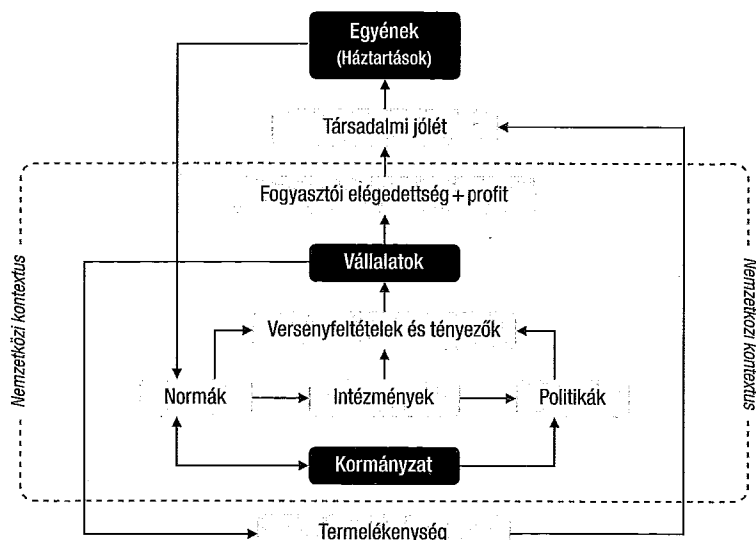 Egyének
(Háztartások)
Társadalmi jólét
Fogyasztói elégedettség + profit
Vállalatok
Nemzetközi kontextus
Nemzetközi kontextus
Versenyfeltételek és tényezők
Normák
Intézmények
Politikák
Kormányzat
Termelékenység